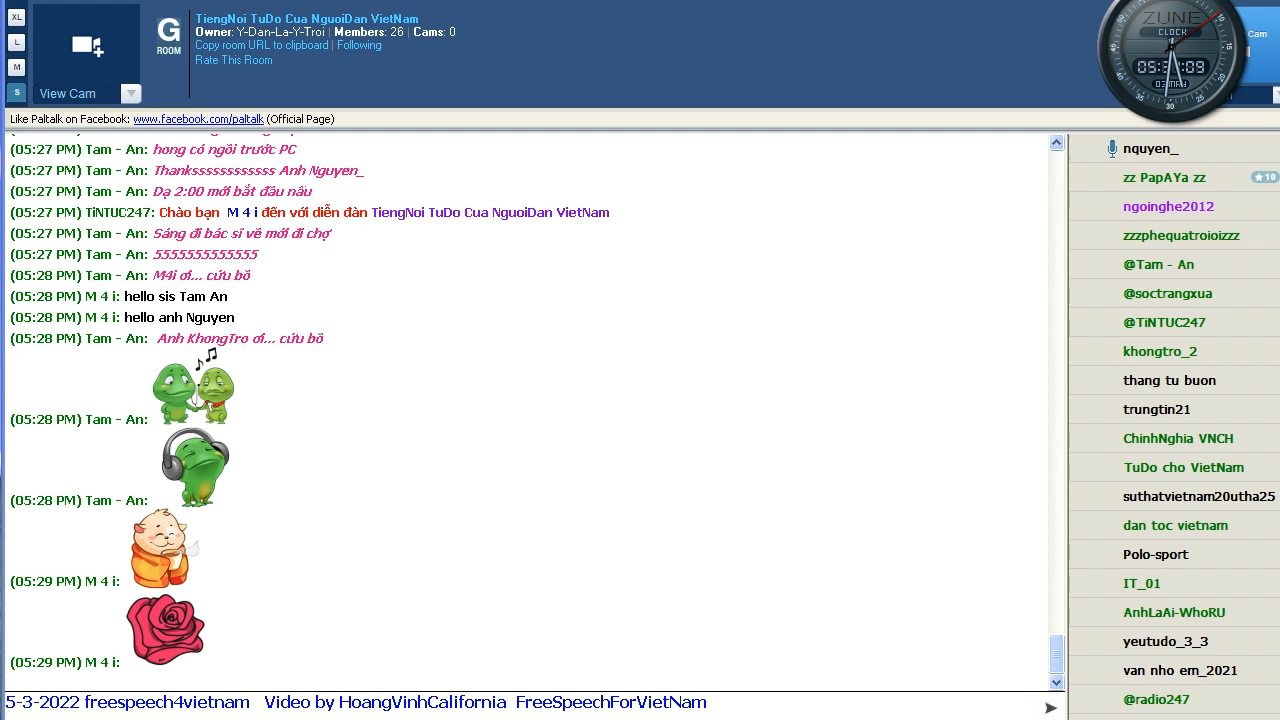 XL
L
M
S
View Cam
G
ROOM
TiengNoi TuDo Cua NguoiDan VietNam
Owner: Y-Dan-La-Y-Troi | Members: 26 | Cams: 0
Copy room URL to clipboard | Following
Rate This Room
ZUNE
CLOCK
03MAY
Cam
Like Paltalk on Facebook: www.facebook.com/paltalk (Official Page)
(05:27 PM) Tam - An: hong có ngồi trước PC
(05:27 PM) Tam - An: Thankssssssssssss Anh Nguyen_
(05:27 PM) Tam - An: Dạ 2:00 mới bắt đầu nấu
(05:27 PM) TiNTUC247: Chào bạn M 4 i đến với diễn đàn TiengNoi TuDo Cua NguoiDan VietNam
(05:27 PM) Tam - An: Sáng đi bác sĩ về mới đi chợ
(05:27 PM) Tam - An: 5555555555555
(05:28 PM) Tam - An: M4i ơi... cứu bồ
(05:28 PM) M 4 i: hello sis Tam An
(05:28 PM) M 4 i: hello anh Nguyen
(05:28 PM) Tam - An: Anh KhongTro ơi... cứu bồ
(05:28 PM) Tam - An:
(05:28 PM) Tam - An:
(05:29 PM) M 4 i:
(05:29 PM) M 4 i:
nquyen_
zz PapAYa zz
10
ngoinghe2012
zzzphequatroioizzz
@Tam - An
@soctrangxua
@TiNTUC247
khongtro_2
thang tu buon
trungtin21
ChinhNghia VNCH
TuDo cho VietNam
suthatvietnam20utha25
dan toc vietnam
Polo-sport
IT_01
AnhLaAi-WhoRU
yeutudo_3_3
van nho em_2021
@radio247
5-3-2022 freespeech4vietnam Video by HoangVinhCalifornia FreeSpeechForVietNam